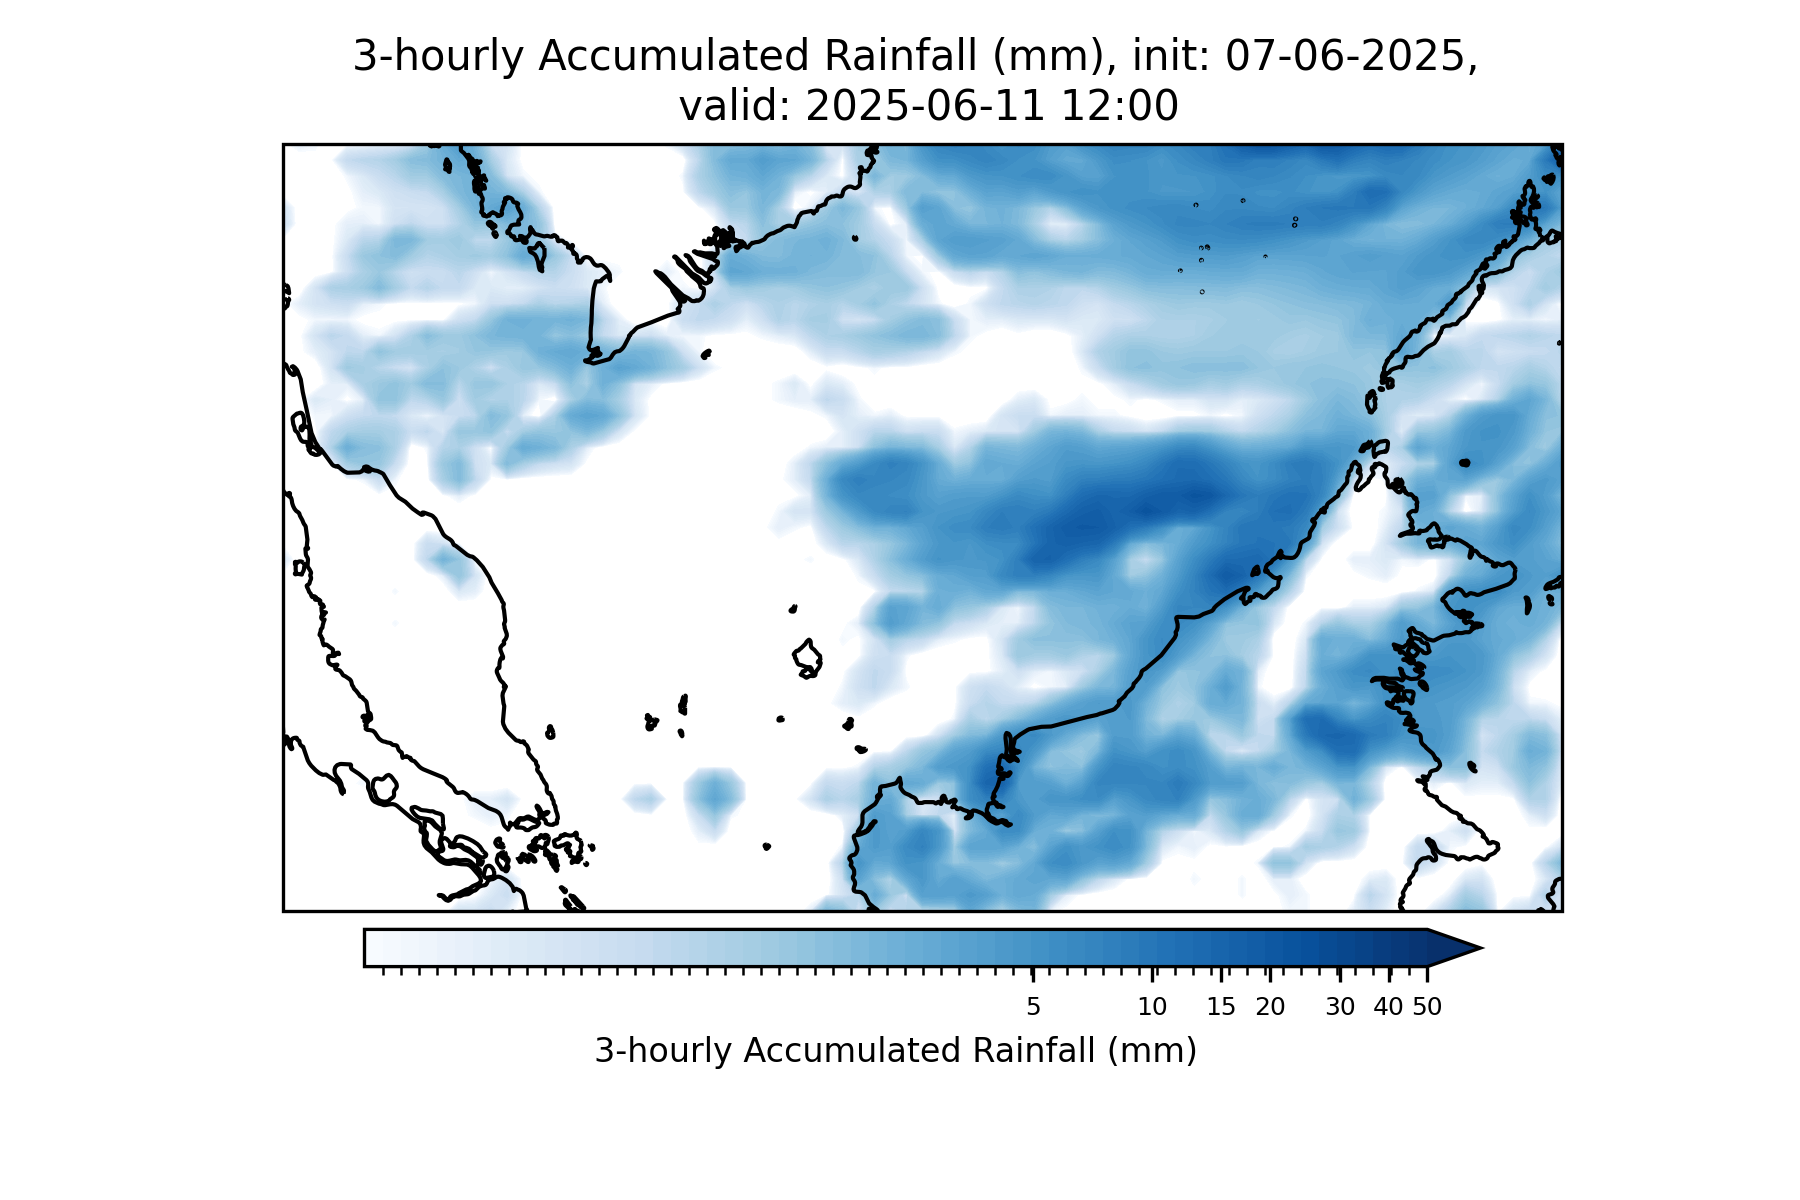 3-hourly Accumulated Rainfall (mm), init: 07-06-2025,
valid: 2025-06-11 12:00
5 10 15 20 30 40 50
3-hourly Accumulated Rainfall (mm)